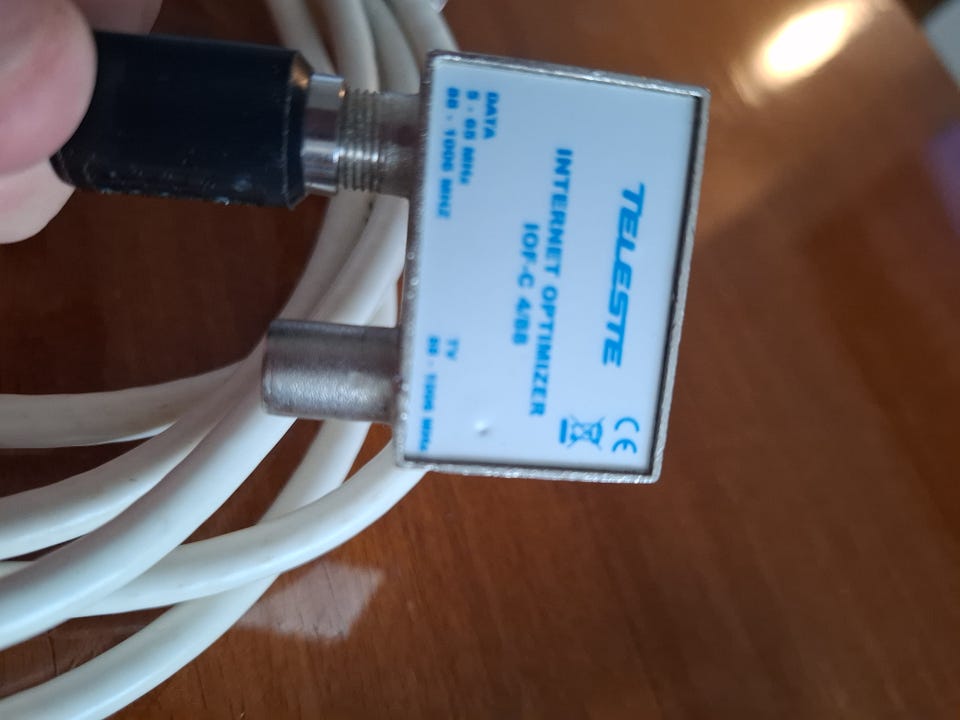 TELESTE
CE
INTERNET OPTIMIZER
IOF-C 4/88
DATA
5 - 65 MHz
88 - 1006 MHZ
TV
88 - 1006 MHz